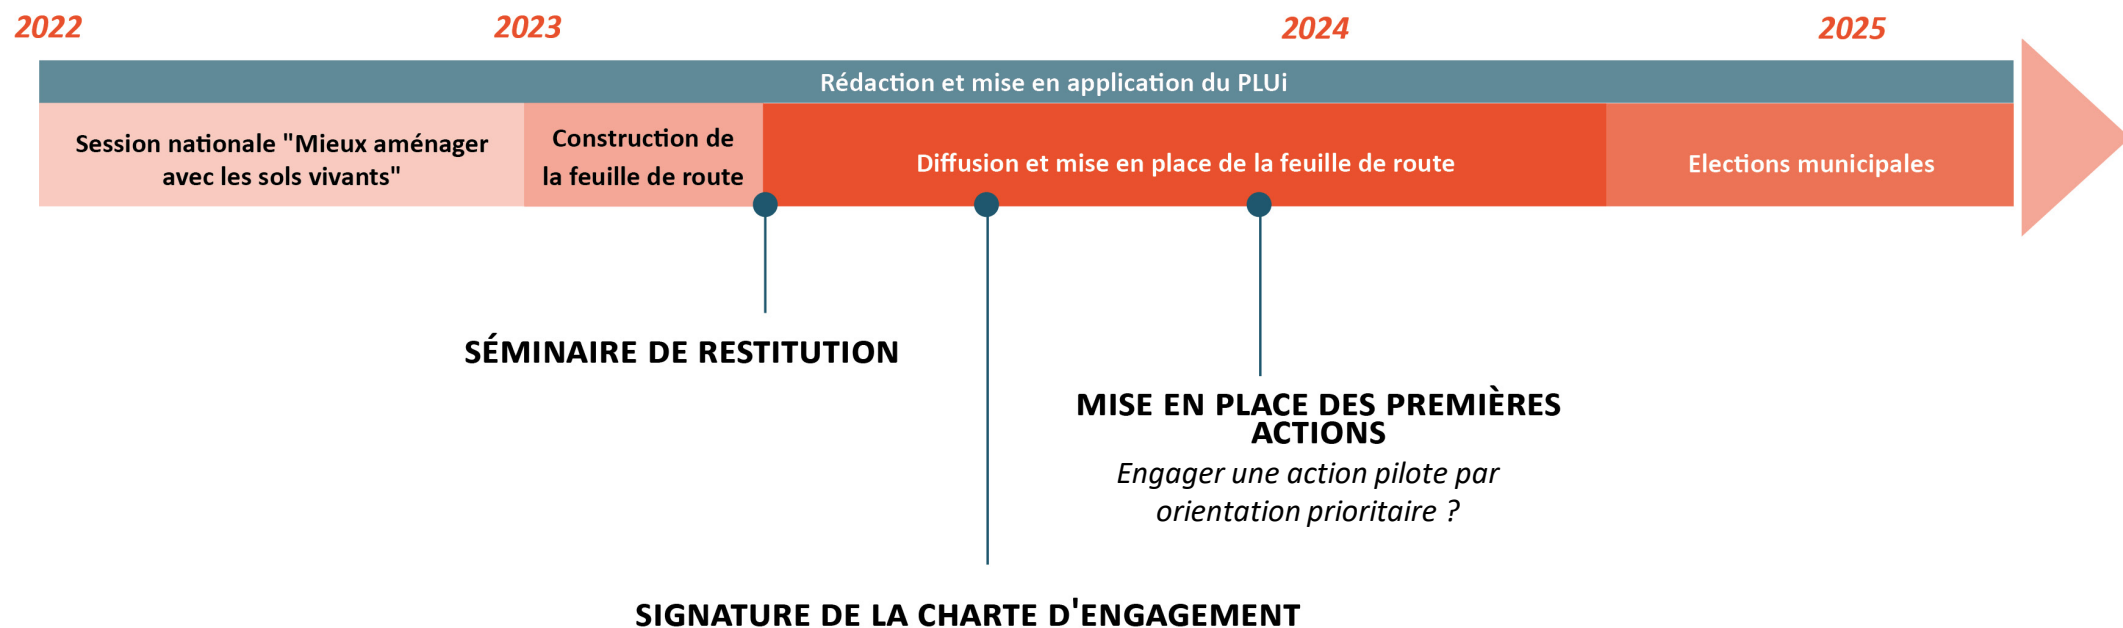 2022
2023
2024
2025
Rédaction et mise en application du PLUi
Session nationale "Mieux aménager
avec les sols vivants"
Construction de
la feuille de route
Diffusion et mise en place de la feuille de route
Elections municipales
SÉMINAIRE DE RESTITUTION
MISE EN PLACE DES PREMIÈRES
ACTIONS
Engager une action pilote par
orientation prioritaire ?
SIGNATURE DE LA CHARTE D'ENGAGEMENT